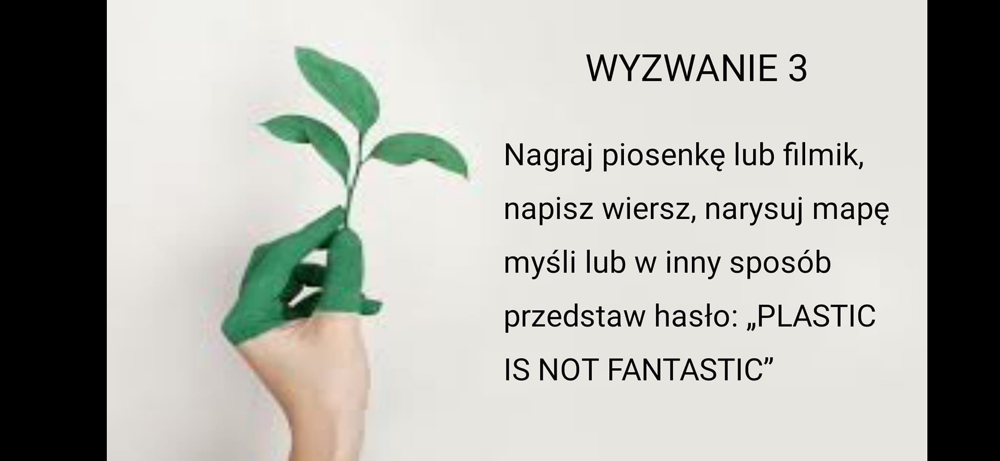 WYZWANIE 3
Nagraj piosenkę lub filmik,
napisz wiersz, narysuj mapę
myśli lub w inny sposób
przedstaw hasło: „PLASTIC
IS NOT FANTASTIC”